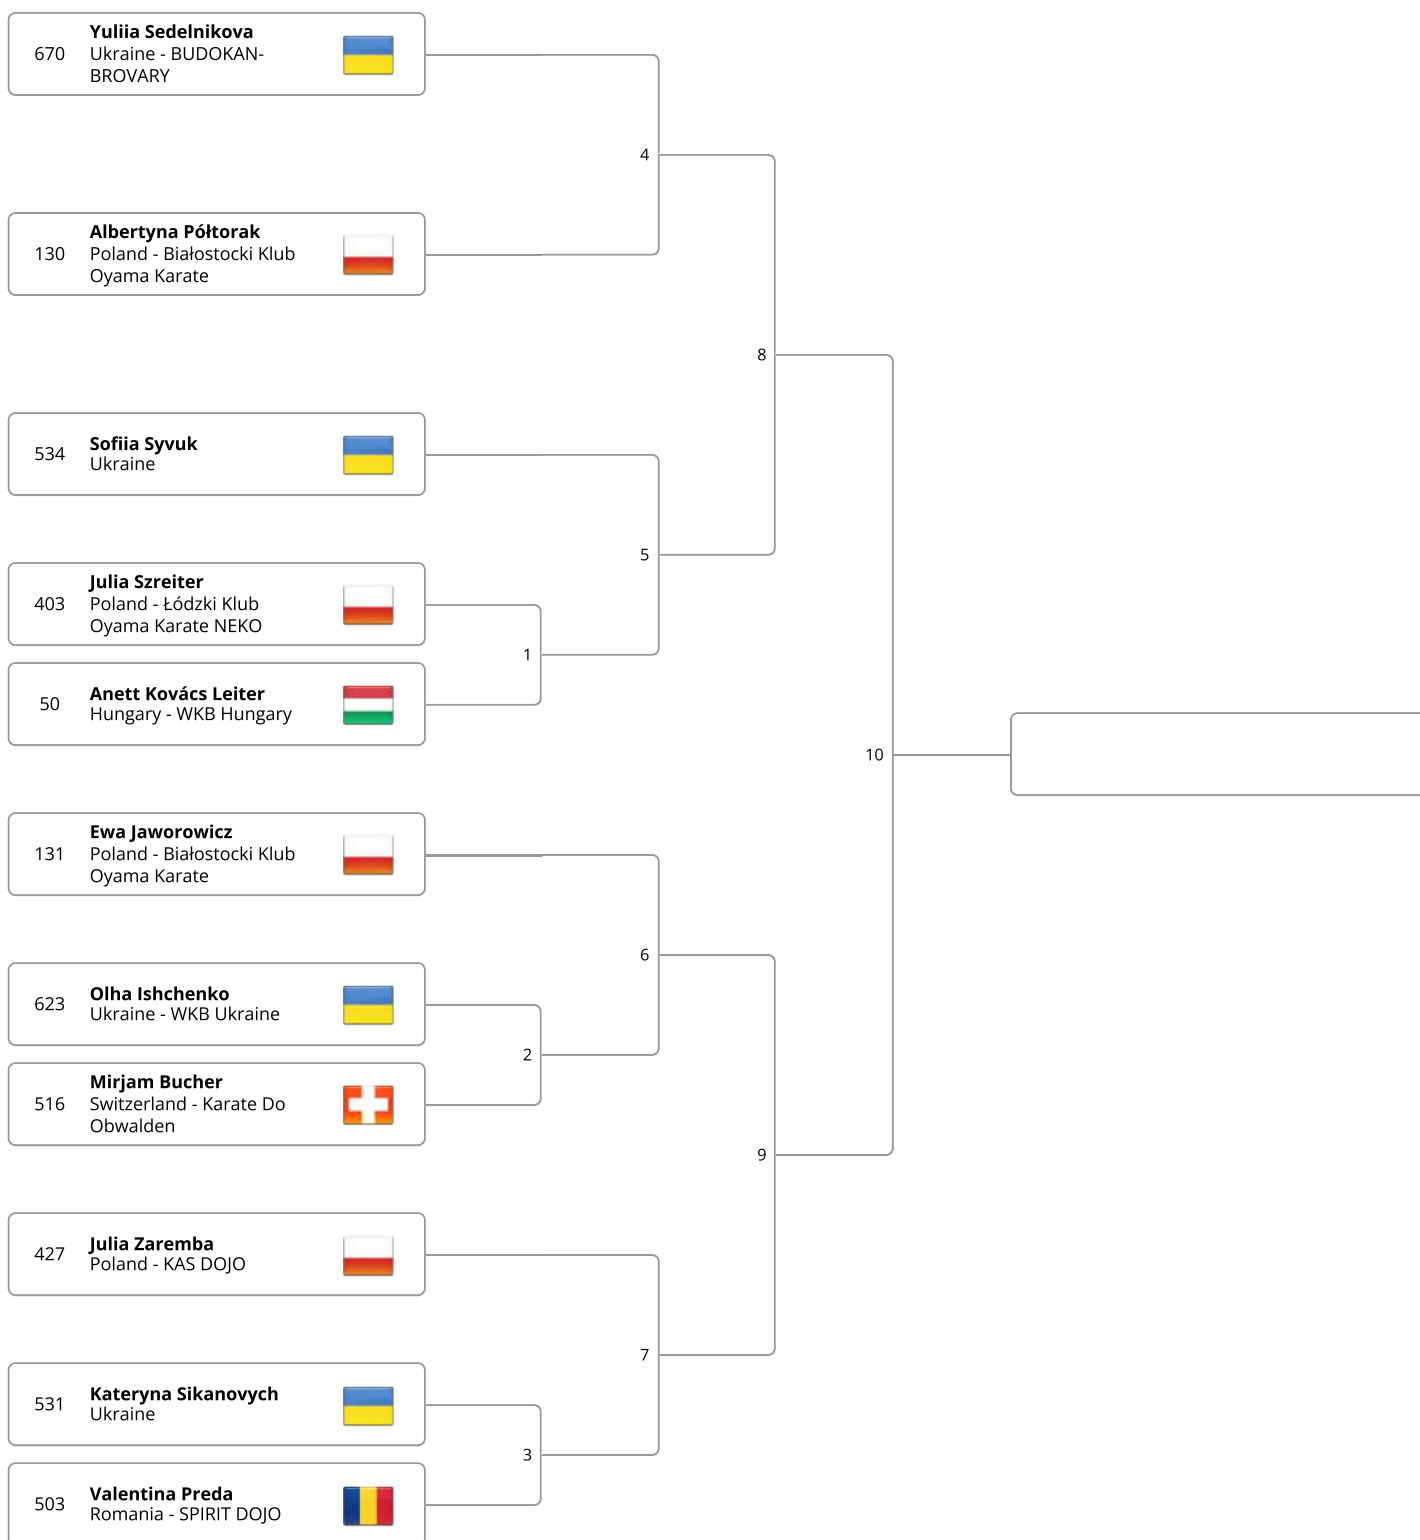 670
Yuliia Sedelnikova
Ukraine - BUDOKAN-
BROVARY
4
130
Albertyna Półtorak
Poland - Białostocki Klub
Oyama Karate
8
534
Sofiia Syvuk
Ukraine
5
403
Julia Szreiter
Poland - Łódzki Klub
Oyama Karate NEKO
1
50
Anett Kovács Leiter
Hungary - WKB Hungary
10
131
Ewa Jaworowicz
Poland - Białostocki Klub
Oyama Karate
6
623
Olha Ishchenko
Ukraine - WKB Ukraine
2
516
Mirjam Bucher
Switzerland - Karate Do
Obwalden
9
427
Julia Zaremba
Poland - KAS DOJO
7
531
Kateryna Sikanovych
Ukraine
3
503
Valentina Preda
Romania - SPIRIT DOJO